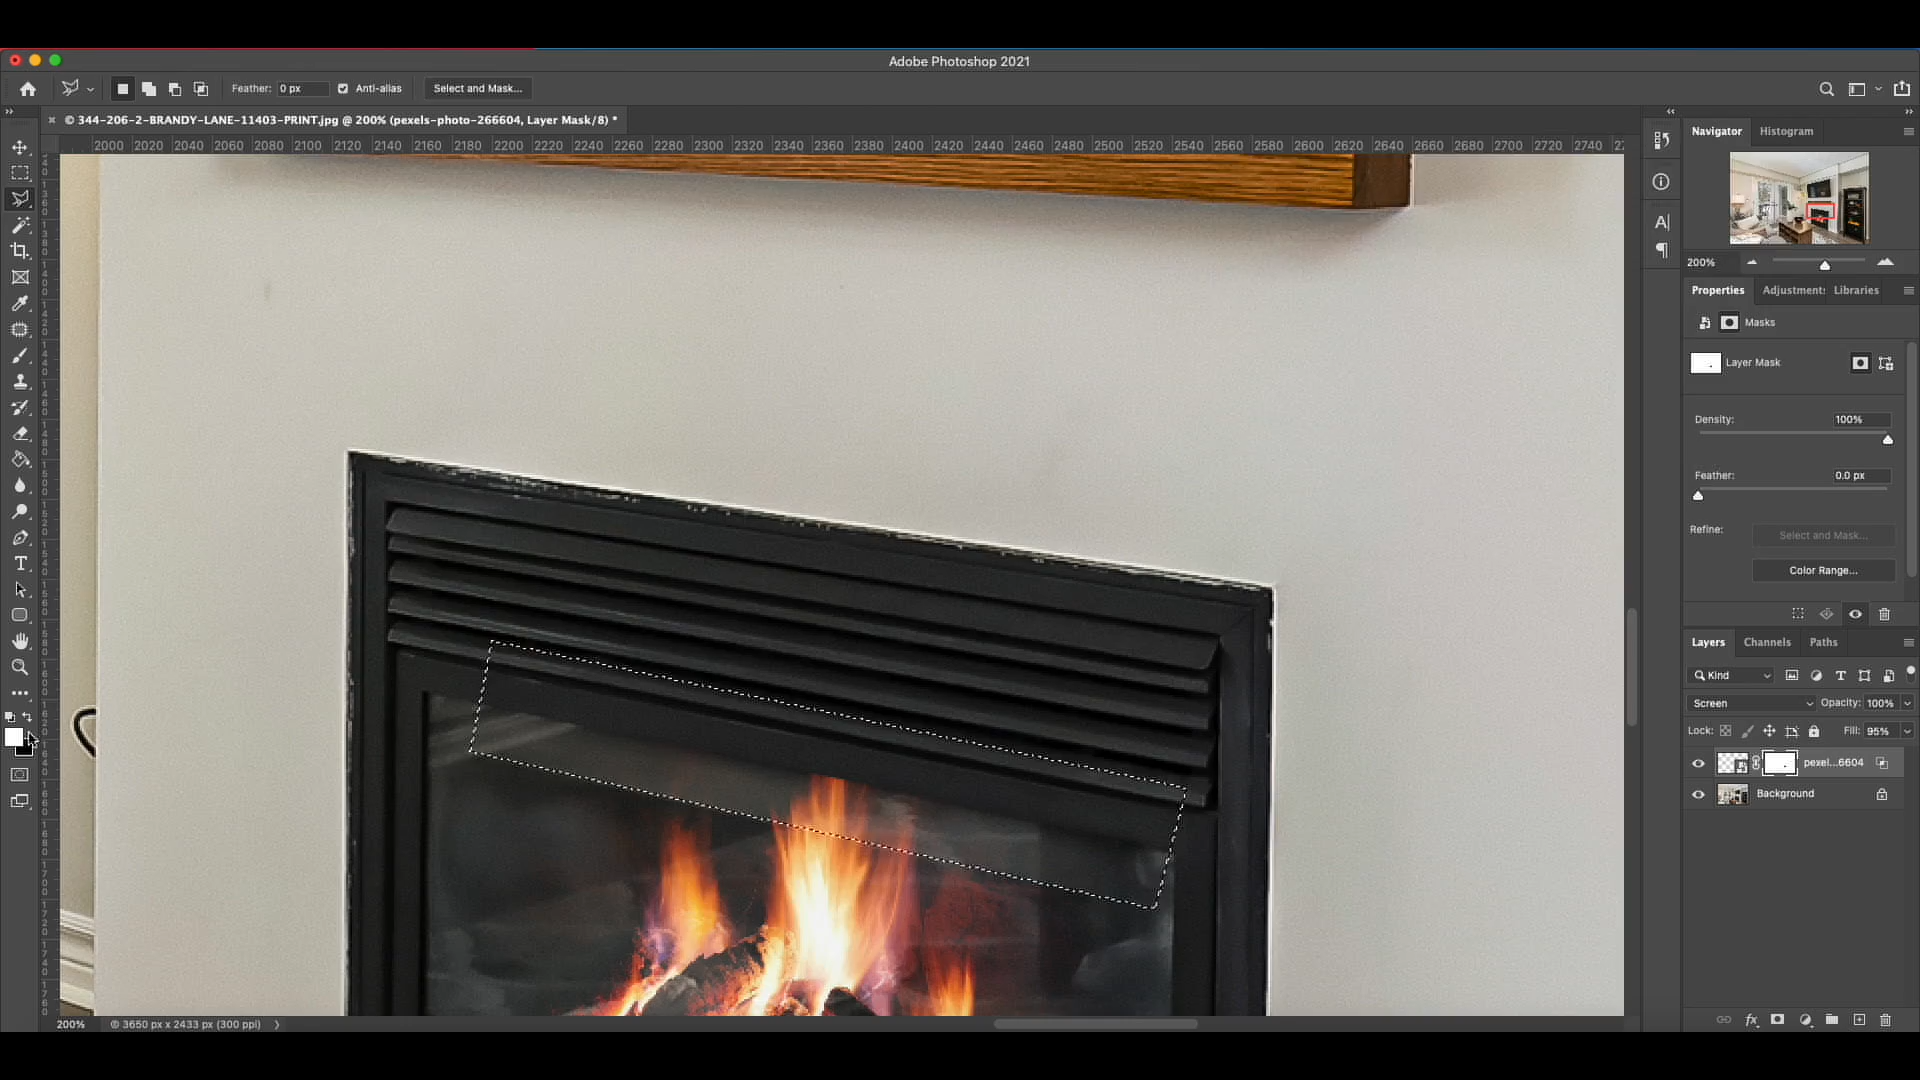 Adobe Photoshop 2021
Feather: 0 px Anti-alias Select and Mask...
© 344-206-2-BRANDY-LANE-11403-PRINT.jpg @ 200% (pexels-photo-266604, Layer Mask/8) *
2000 2020 2040 2060 2080 2100 2120 2140 2160 2180 2200 2220 2240 2260 2280 2300 2320 2340 2360 2380 2400 2420 2440 2460 2480 2500 2520 2540 2560 2580 2600 2620 2640 2660 2680 2700 2720 2740
Navigator Histogram
200%
Properties Adjustments Libraries
Masks
Layer Mask
Density: 100%
Feather: 0.0 px
Refine: Select and Mask...
Color Range...
Layers Channels Paths
Kind
Screen Opacity: 100%
Lock: Fill: 95%
pexel...6604
Background
200% © 3650 px x 2433 px (300 ppi)